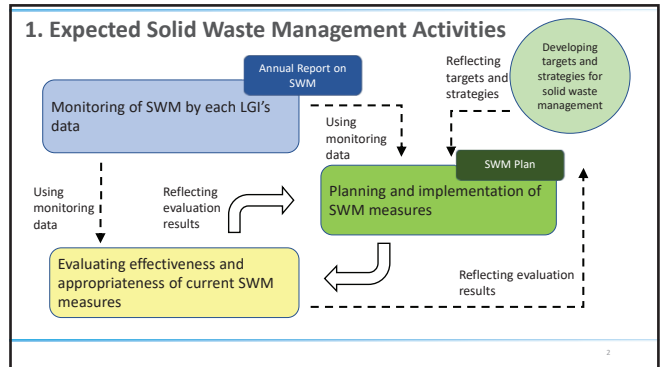 1. Expected Solid Waste Management Activities
Annual Report on
SWM
Monitoring of SWM by each LGI's
data
Reflecting
targets and
strategies
Developing
targets and
strategies for
solid waste
management
Using
monitoring
data
SWM Plan
Planning and implementation of
SWM measures
Using
monitoring
data
Reflecting
evaluation
results
Evaluating effectiveness and
appropriateness of current SWM
measures
Reflecting evaluation
results
2